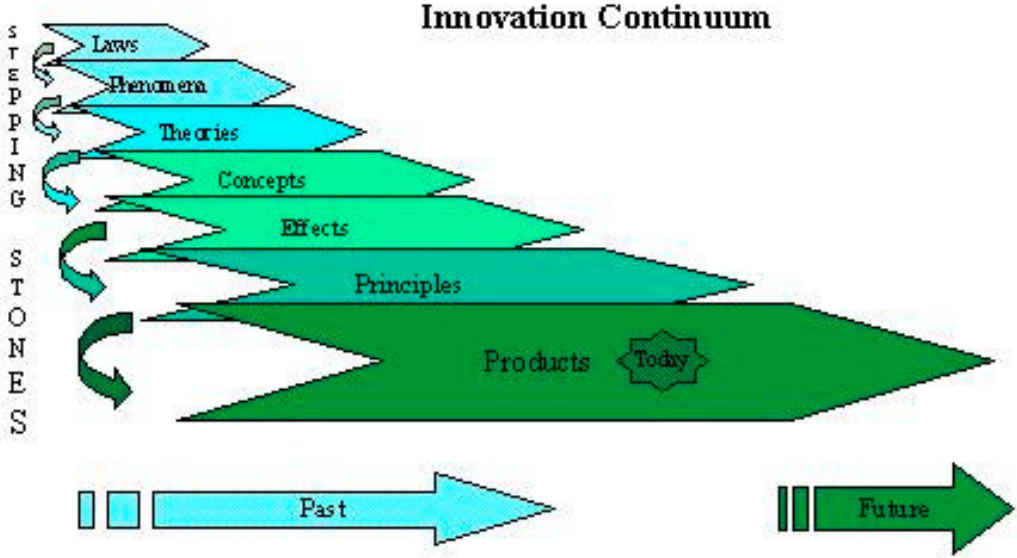 Innovation Continuum
STEPPING STONES
Laws
Phenomena
Theories
Concepts
Effects
Principles
Products
Today
Past
Future